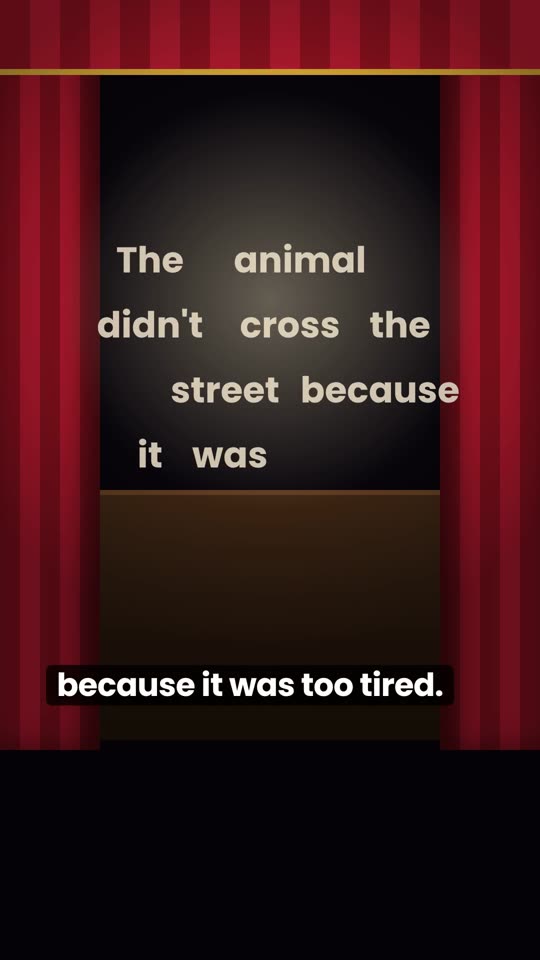 The animal
didn't cross the
street because
it was
because it was too tired.